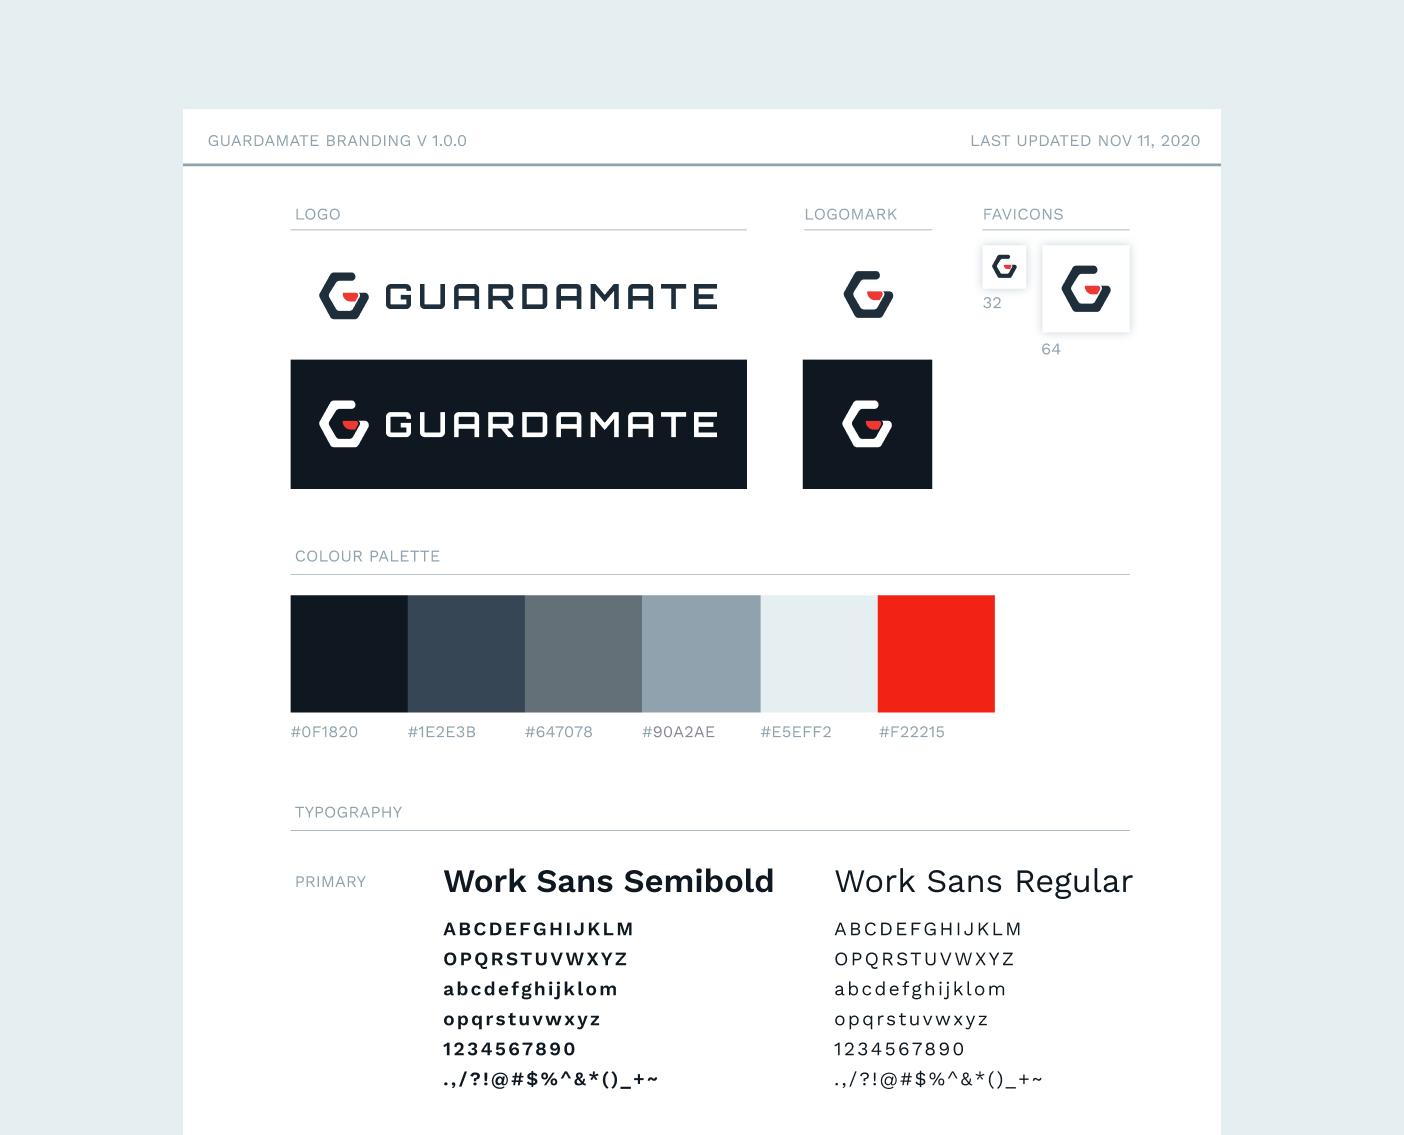 GUARDAMATE BRANDING V 1.0.0
LAST UPDATED NOV 11, 2020
LOGO
LOGOMARK
FAVICONS
GUARDAMATE
32
64
GUARDAMATE
COLOUR PALETTE
#0F1820
#1E2E3B
#647078
#90A2AE
#E5EFF2
#F22215
TYPOGRAPHY
PRIMARY
Work Sans Semibold
ABCDEFGHIJKLM
OPQRSTUVWXYZ
abcdefghijklom
opqrstuvwxyz
1234567890
.,/?!@#$%^&*()_+~
Work Sans Regular
ABCDEFGHIJKLM
OPQRSTUVWXYZ
abcdefghijklom
opqrstuvwxyz
1234567890
.,/?!@#$%^&*()_+~